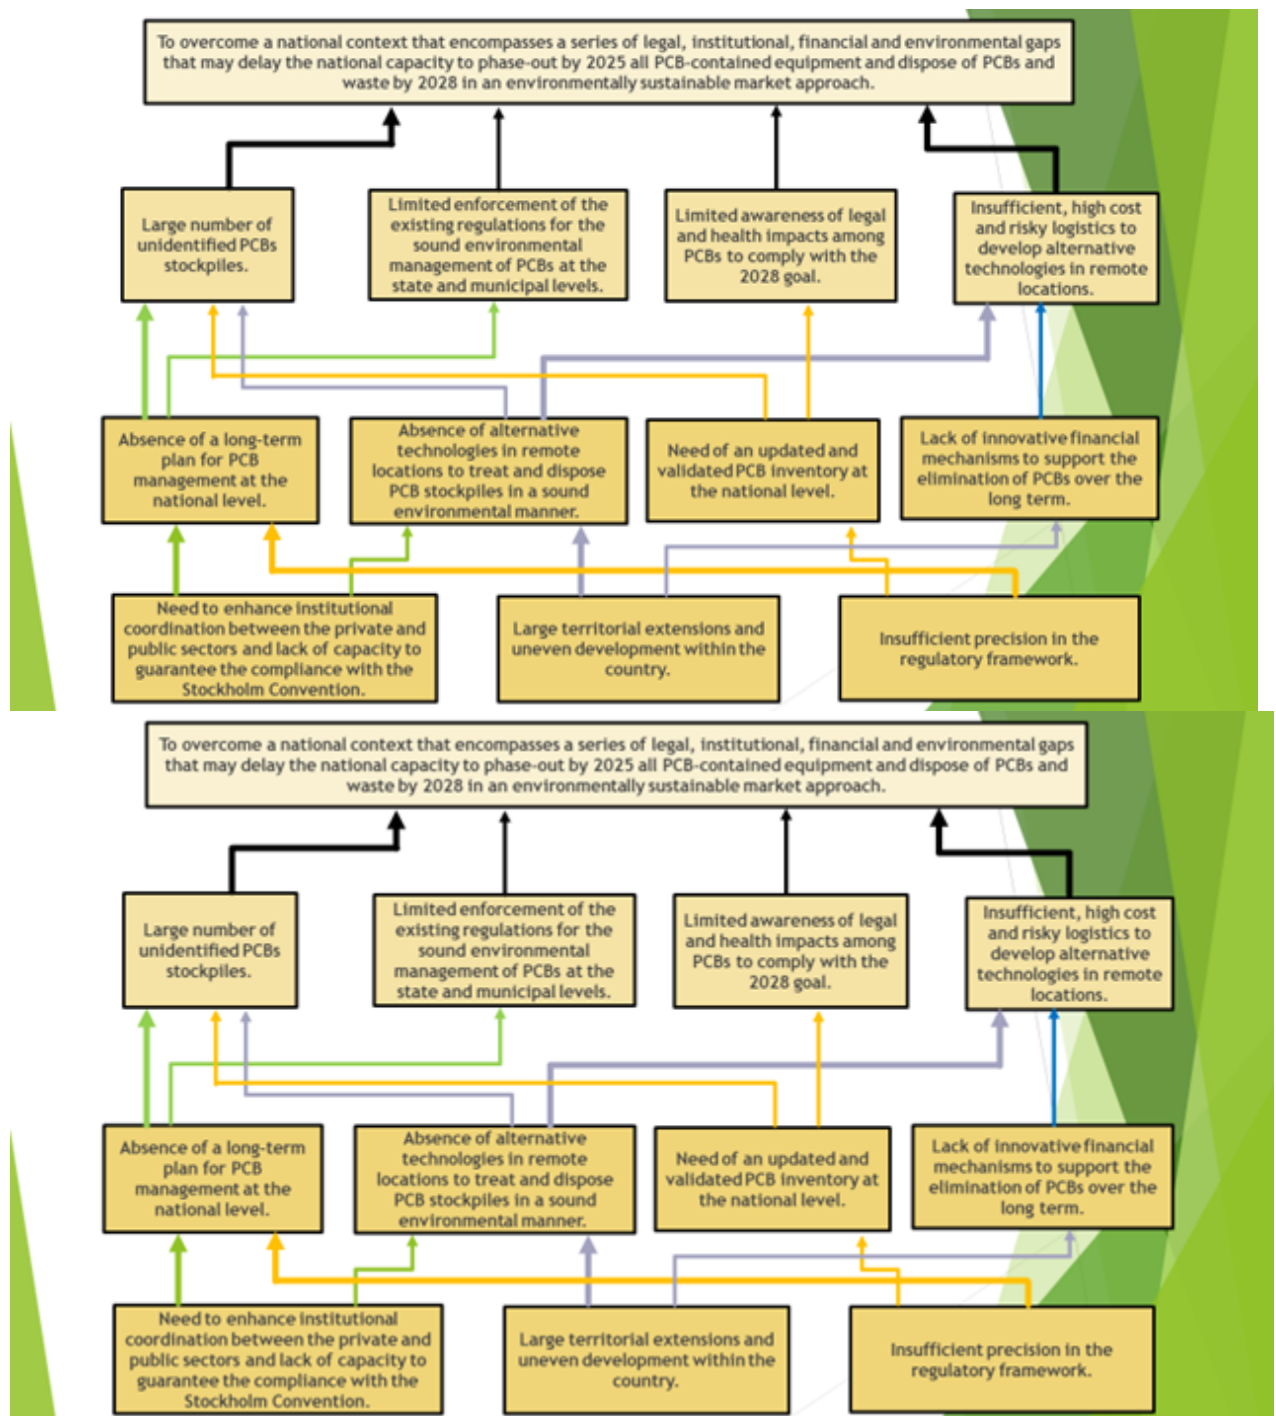 To overcome a national context that encompasses a series of legal, institutional, financial and environmental gaps
that may delay the national capacity to phase-out by 2025 all PCB-contained equipment and dispose of PCBs and
waste by 2028 in an environmentally sustainable market approach.
Large number of
unidentified PCBs
stockpiles.
Limited enforcement of the
existing regulations for the
sound environmental
management of PCBs at the
state and municipal levels.
Limited awareness of legal
and health impacts among
PCBs to comply with the
2028 goal.
Insufficient, high cost
and risky logistics to
develop alternative
technologies in remote
locations.
Absence of a long-term
plan for PCB
management at the
national level.
Absence of alternative
technologies in remote
locations to treat and dispose
PCB stockpiles in a sound
environmental manner.
Need of an updated and
validated PCB inventory at
the national level.
Lack of innovative financial
mechanisms to support the
elimination of PCBs over the
long term.
Need to enhance institutional
coordination between the private and
public sectors and lack of capacity to
guarantee the compliance with the
Stockholm Convention.
Large territorial extensions and
uneven development within the
country.
Insufficient precision in the
regulatory framework.
To overcome a national context that encompasses a series of legal, institutional, financial and environmental gaps
that may delay the national capacity to phase-out by 2025 all PCB-contained equipment and dispose of PCBs and
waste by 2028 in an environmentally sustainable market approach.
Large number of
unidentified PCBs
stockpiles.
Limited enforcement of the
existing regulations for the
sound environmental
management of PCBs at the
state and municipal levels.
Limited awareness of legal
and health impacts among
PCBs to comply with the
2028 goal.
Insufficient, high cost
and risky logistics to
develop alternative
technologies in remote
locations.
Absence of a long-term
plan for PCB
management at the
national level.
Absence of alternative
technologies in remote
locations to treat and dispose
PCB stockpiles in a sound
environmental manner.
Need of an updated and
validated PCB inventory at
the national level.
Lack of innovative financial
mechanisms to support the
elimination of PCBs over the
long term.
Need to enhance institutional
coordination between the private and
public sectors and lack of capacity to
guarantee the compliance with the
Stockholm Convention.
Large territorial extensions and
uneven development within the
country.
Insufficient precision in the
regulatory framework.